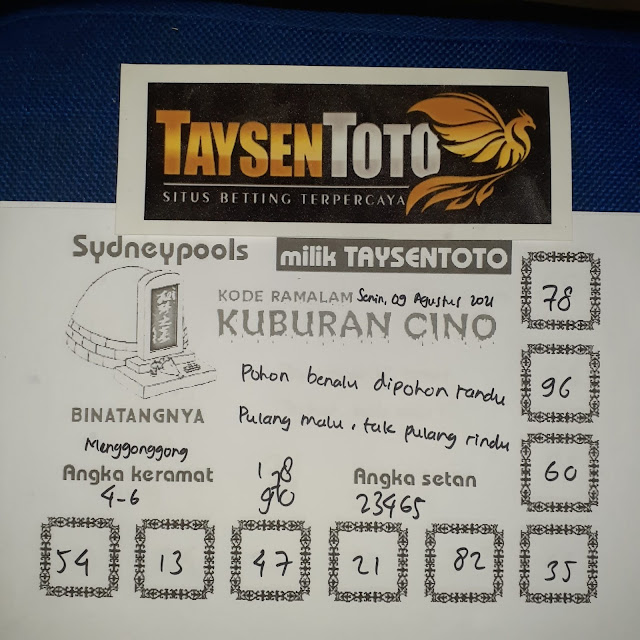 TAYSENTOTO
SITUS BETTING TERPERCAYA
Sydneypools
milik TAYSENTOTO
KODE RAMALAM Senin, 09 Agustus 2021
KUBURAN CINO
78
Pohon benalu dipohon randu
96
Pulang malu, tak pulang rindu
BINATANGNYA
Menggonggong
60
Angka keramat
4-6
1-8
90
Angka setan
23465
54
13
47
21
82
35